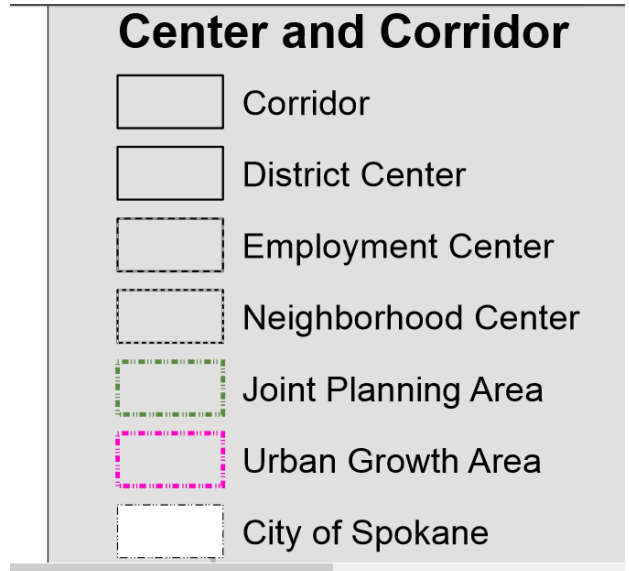 Center and Corridor
Corridor
District Center
Employment Center
Neighborhood Center
Joint Planning Area
Urban Growth Area
City of Spokane